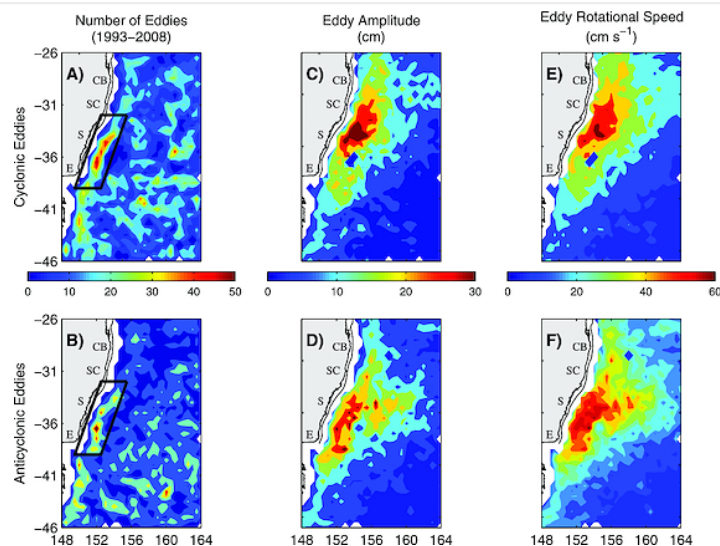 Number of Eddies
(1993−2008)
Eddy Amplitude
(cm)
Eddy Rotational Speed
(cm s⁻¹)
Cyclonic Eddies
−26
−31
−36
−41
−46
A)
CB
SC
S
E
C)
CB
SC
S
E
E)
CB
SC
S
E
0 10 20 30 40 50
0 10 20 30
0 20 40 60
Anticyclonic Eddies
−26
−31
−36
−41
−46
B)
CB
SC
S
E
D)
CB
SC
S
E
F)
CB
SC
S
E
148 152 156 160 164
148 152 156 160 164
148 152 156 160 164